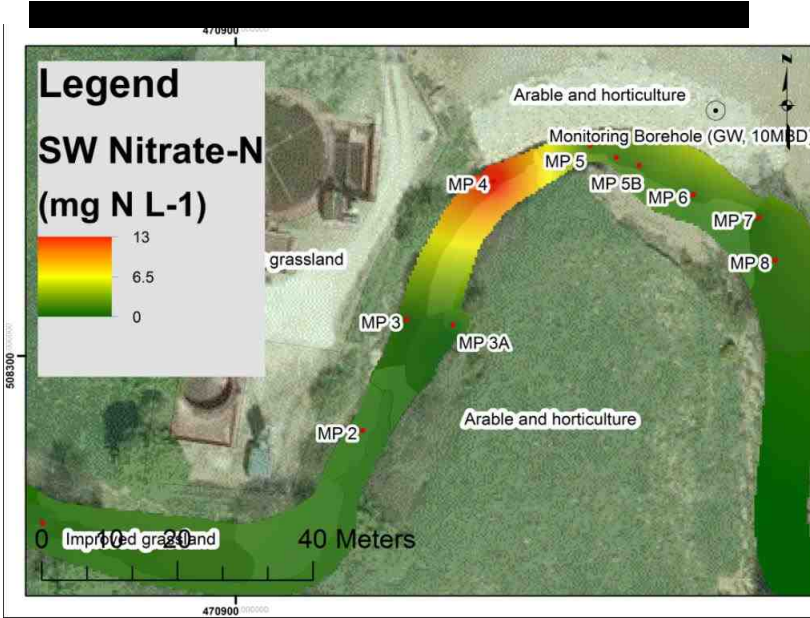 470900.000000
Legend
SW Nitrate-N
(mg N L-1)
13
6.5
0
N
Arable and horticulture
Monitoring Borehole (GW, 10MBD)
MP 5
MP 4
MP 5B
MP 6
MP 7
MP 8
grassland
MP 3
MP 3A
508300
Arable and horticulture
MP 2
Improved grassland
0 10 20 40 Meters
470900.000000